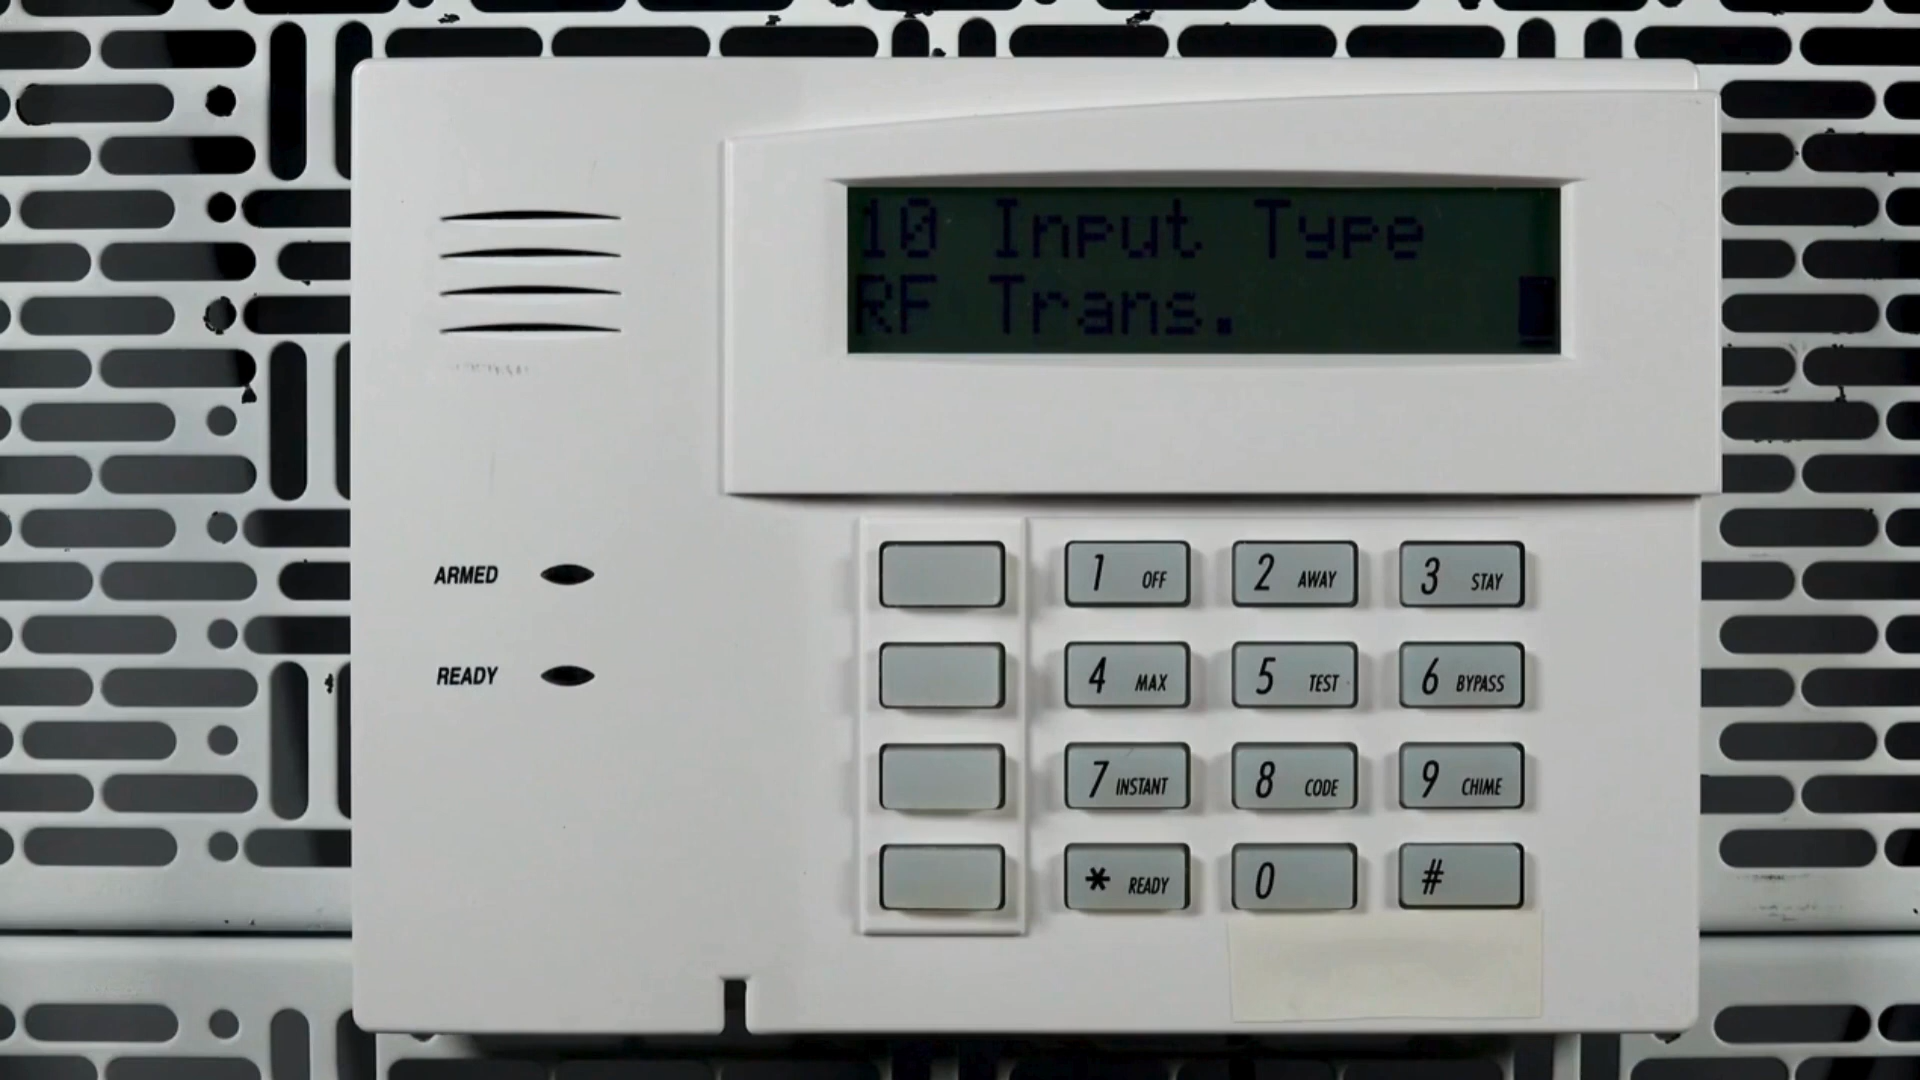 10 Input Type
RF Trans.
ARMED
READY
1 OFF
2 AWAY
3 STAY
4 MAX
5 TEST
6 BYPASS
7 INSTANT
8 CODE
9 CHIME
* READY
0
#